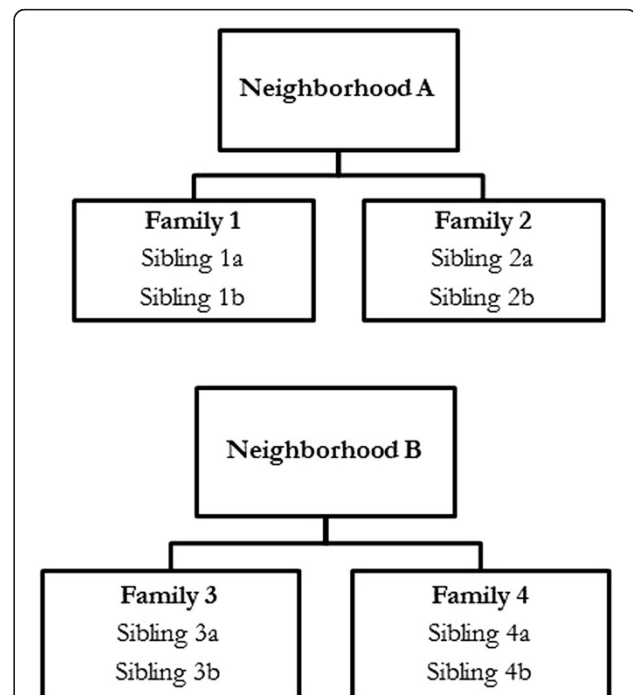 Neighborhood A
Family 1
Sibling 1a
Sibling 1b
Family 2
Sibling 2a
Sibling 2b
Neighborhood B
Family 3
Sibling 3a
Sibling 3b
Family 4
Sibling 4a
Sibling 4b